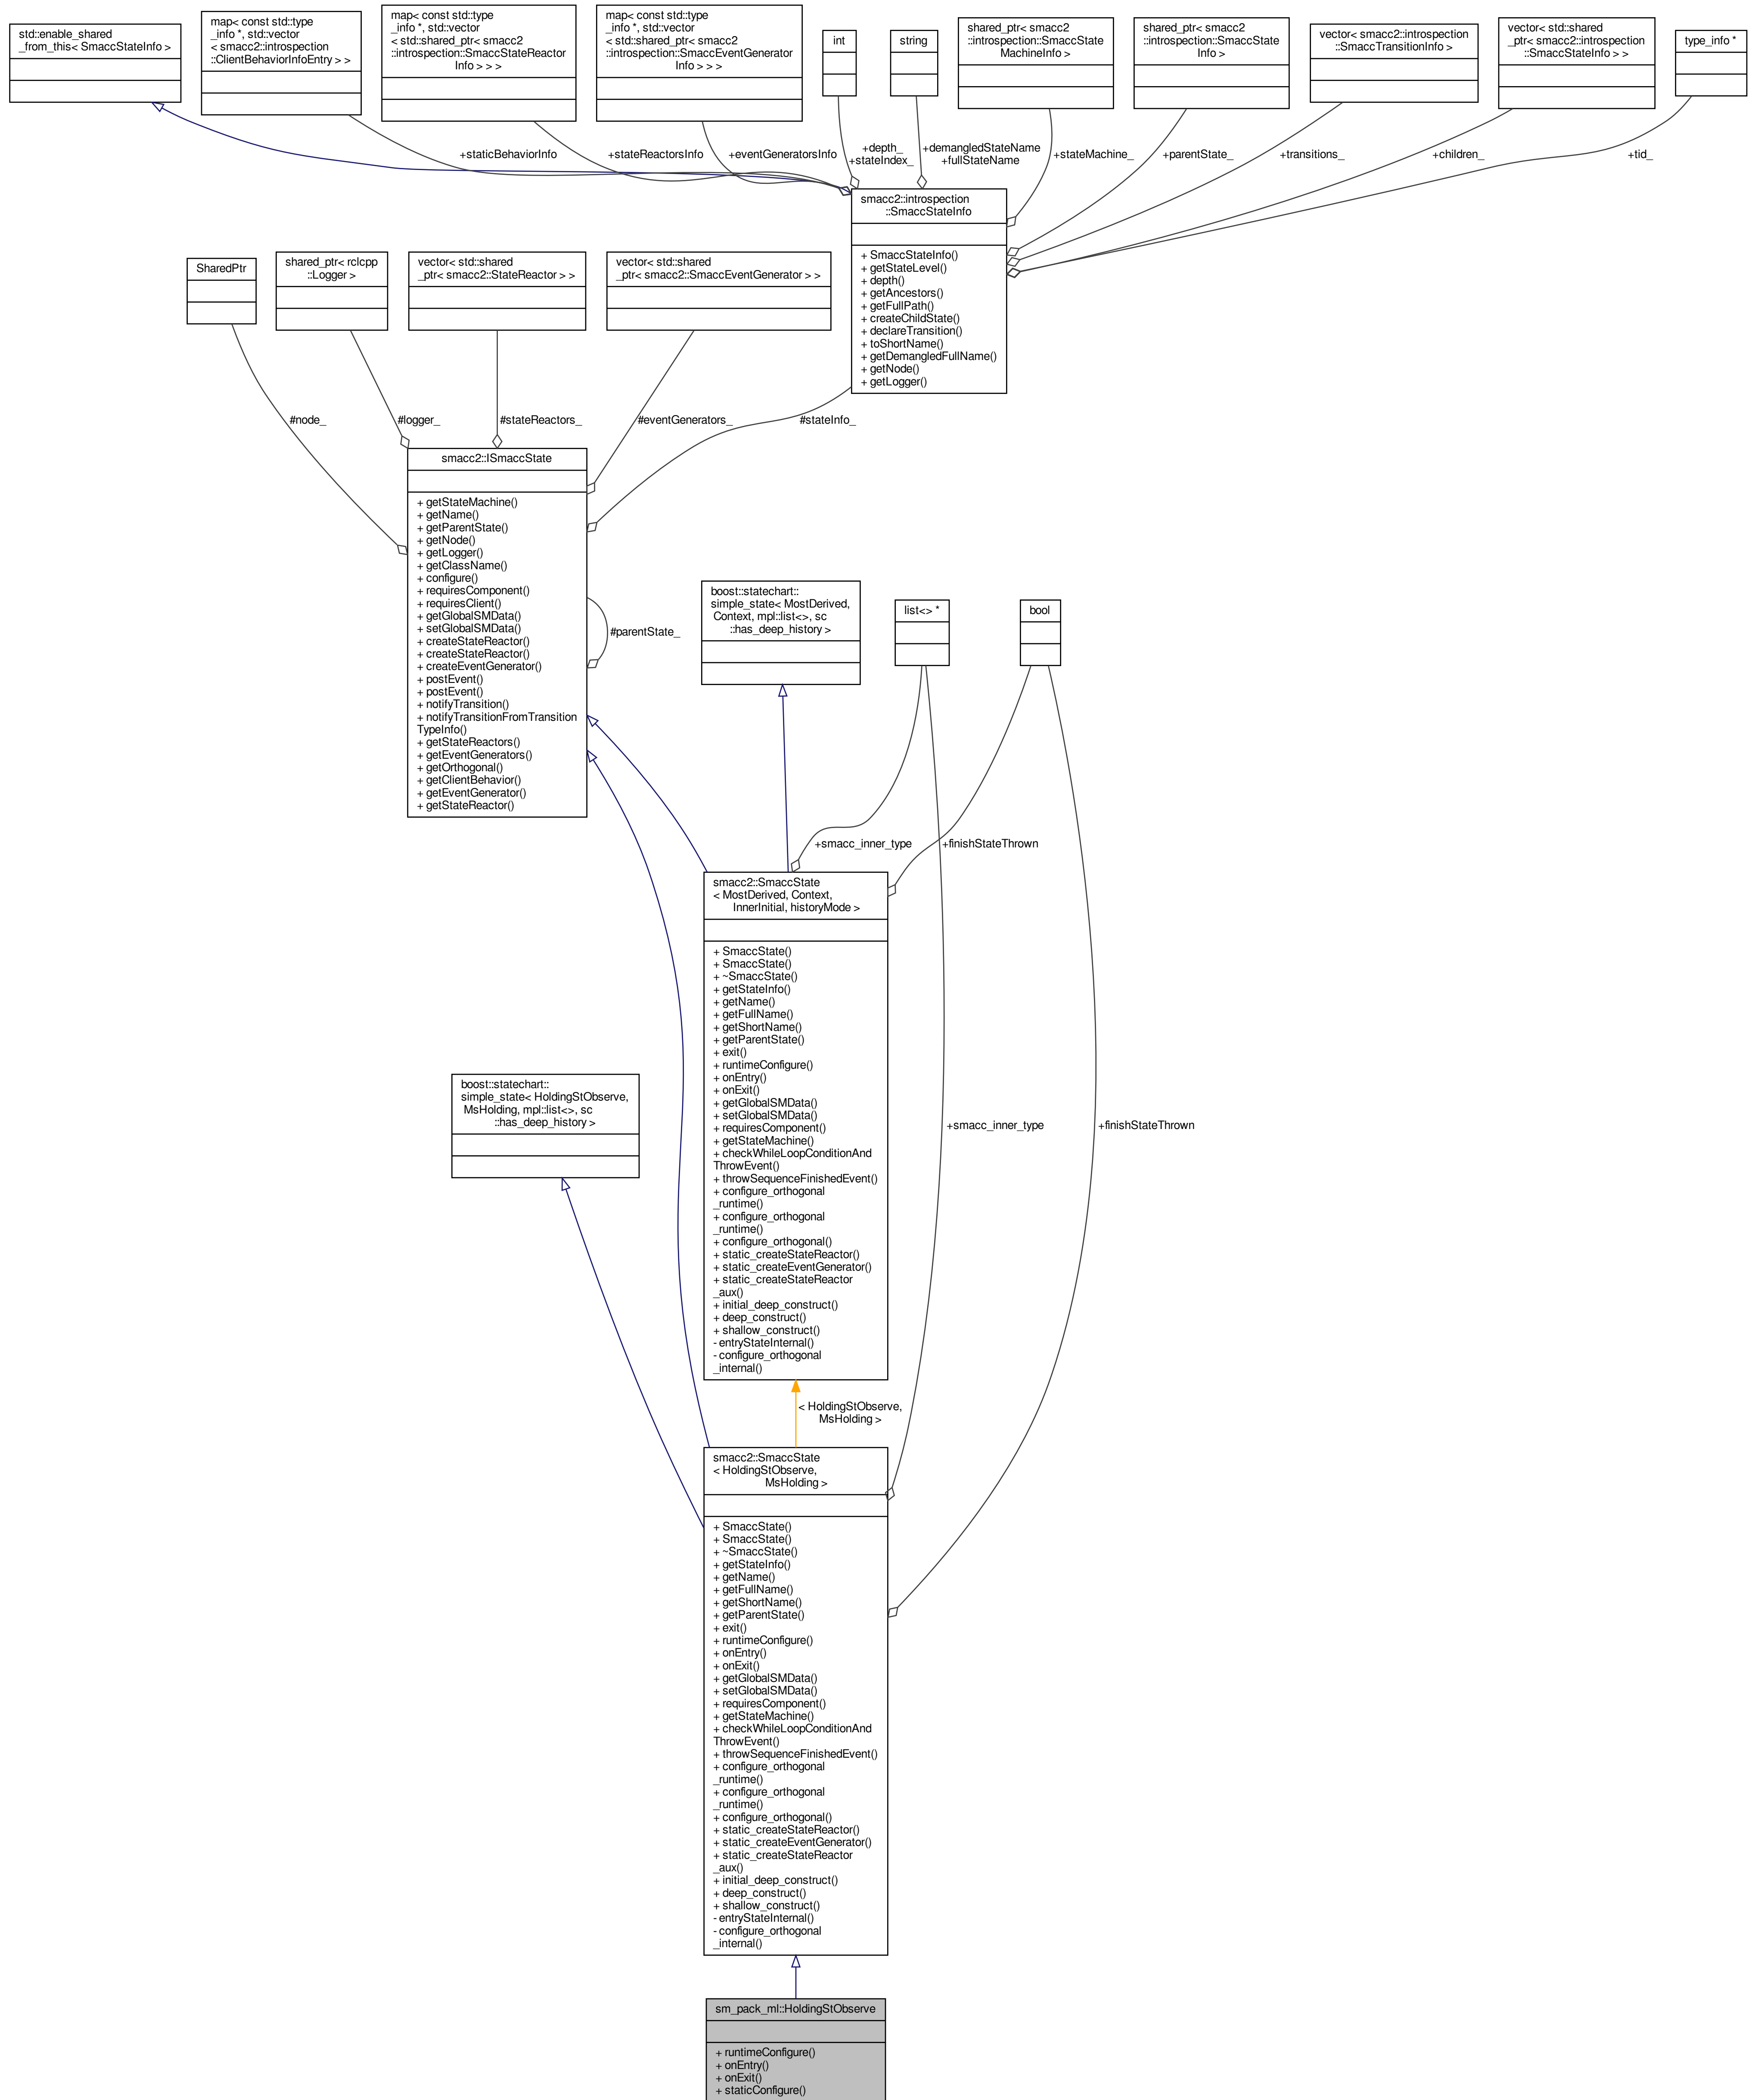 std::enable_shared
_from_this< SmaccStateInfo >
map< const std::type
_info *, std::vector
< smacc2::introspection
::ClientBehaviorInfoEntry > >
map< const std::type
_info *, std::vector
< std::shared_ptr< smacc2
::introspection::SmaccStateReactor
Info > > >
map< const std::type
_info *, std::vector
< std::shared_ptr< smacc2
::introspection::SmaccEventGenerator
Info > > >
int
string
shared_ptr< smacc2
::introspection::SmaccState
MachineInfo >
shared_ptr< smacc2
::introspection::SmaccState
Info >
vector< smacc2::introspection
::SmaccTransitionInfo >
vector< std::shared
_ptr< smacc2::introspection
::SmaccStateInfo > >
type_info *
+staticBehaviorInfo
+stateReactorsInfo
+eventGeneratorsInfo
+depth_
+stateIndex_
+demangledStateName
+fullStateName
+stateMachine_
+parentState_
+transitions_
+children_
+tid_
smacc2::introspection
::SmaccStateInfo
+ SmaccStateInfo()
+ getStateLevel()
+ depth()
+ getAncestors()
+ getFullPath()
+ createChildState()
+ declareTransition()
+ toShortName()
+ getDemangledFullName()
+ getNode()
+ getLogger()
SharedPtr
shared_ptr< rclcpp
::Logger >
vector< std::shared
_ptr< smacc2::StateReactor > >
vector< std::shared
_ptr< smacc2::SmaccEventGenerator > >
#node_
#logger_
#stateReactors_
#eventGenerators_
#stateInfo_
smacc2::ISmaccState
+ getStateMachine()
+ getName()
+ getParentState()
+ getNode()
+ getLogger()
+ getClassName()
+ configure()
+ requiresComponent()
+ requiresClient()
+ getGlobalSMData()
+ setGlobalSMData()
+ createStateReactor()
+ createStateReactor()
+ createEventGenerator()
+ postEvent()
+ postEvent()
+ notifyTransition()
+ notifyTransitionFromTransition
TypeInfo()
+ getStateReactors()
+ getEventGenerators()
+ getOrthogonal()
+ getClientBehavior()
+ getEventGenerator()
+ getStateReactor()
#parentState_
boost::statechart::
simple_state< MostDerived,
Context, mpl::list<>, sc
::has_deep_history >
list<> *
bool
+smacc_inner_type
+finishStateThrown
smacc2::SmaccState
< MostDerived, Context,
InnerInitial, historyMode >
+ SmaccState()
+ SmaccState()
+ ~SmaccState()
+ getStateInfo()
+ getName()
+ getFullName()
+ getShortName()
+ getParentState()
+ exit()
+ runtimeConfigure()
+ onEntry()
+ onExit()
+ getGlobalSMData()
+ setGlobalSMData()
+ requiresComponent()
+ getStateMachine()
+ checkWhileLoopConditionAnd
ThrowEvent()
+ throwSequenceFinishedEvent()
+ configure_orthogonal
_runtime()
+ configure_orthogonal
_runtime()
+ configure_orthogonal()
+ static_createStateReactor()
+ static_createEventGenerator()
+ static_createStateReactor
_aux()
+ initial_deep_construct()
+ deep_construct()
+ shallow_construct()
- entryStateInternal()
- configure_orthogonal
_internal()
boost::statechart::
simple_state< HoldingStObserve,
MsHolding, mpl::list<>, sc
::has_deep_history >
+smacc_inner_type
+finishStateThrown
< HoldingStObserve,
MsHolding >
smacc2::SmaccState
< HoldingStObserve,
MsHolding >
+ SmaccState()
+ SmaccState()
+ ~SmaccState()
+ getStateInfo()
+ getName()
+ getFullName()
+ getShortName()
+ getParentState()
+ exit()
+ runtimeConfigure()
+ onEntry()
+ onExit()
+ getGlobalSMData()
+ setGlobalSMData()
+ requiresComponent()
+ getStateMachine()
+ checkWhileLoopConditionAnd
ThrowEvent()
+ throwSequenceFinishedEvent()
+ configure_orthogonal
_runtime()
+ configure_orthogonal
_runtime()
+ configure_orthogonal()
+ static_createStateReactor()
+ static_createEventGenerator()
+ static_createStateReactor
_aux()
+ initial_deep_construct()
+ deep_construct()
+ shallow_construct()
- entryStateInternal()
- configure_orthogonal
_internal()
sm_pack_ml::HoldingStObserve
+ runtimeConfigure()
+ onEntry()
+ onExit()
+ staticConfigure()